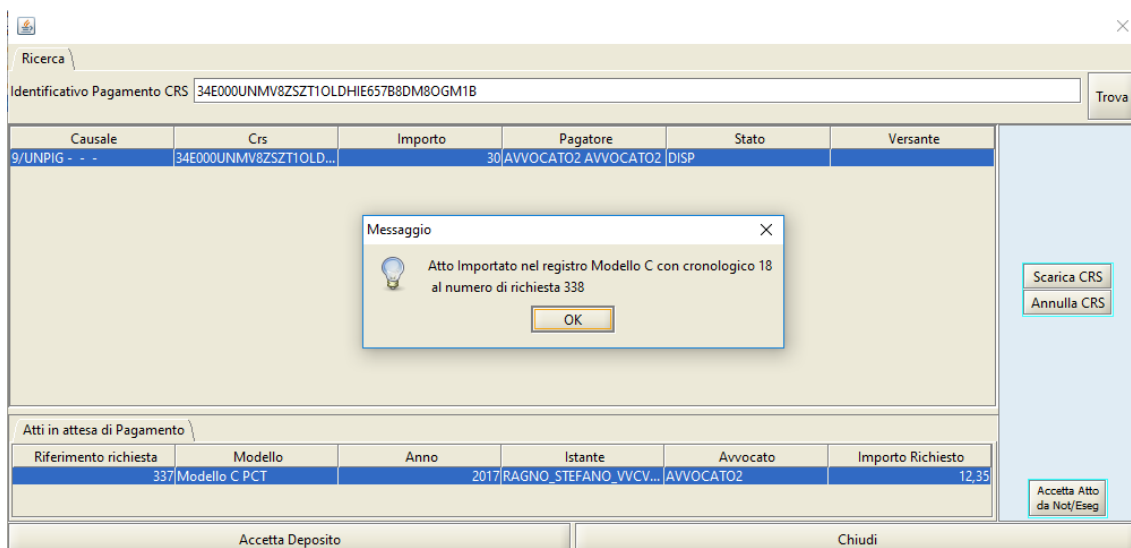 Ricerca
Identificativo Pagamento CRS 34E000UNMV8ZSZT1OLDHIE657B8DM8OGM1B Trova
Causale Crs Importo Pagatore Stato Versante
9/UNPIG - - - 34E000UNMV8ZSZT1OLD... 30 AVVOCATO2 AVVOCATO2 DISP
Messaggio
Atto Importato nel registro Modello C con cronologico 18
al numero di richiesta 338
OK
Scarica CRS
Annulla CRS
Atti in attesa di Pagamento
Riferimento richiesta Modello Anno Istante Avvocato Importo Richiesto
337 Modello C PCT 2017 RAGNO_STEFANO_VVCV... AVVOCATO2 12,35
Accetta Atto
da Not/Eseg
Accetta Deposito Chiudi